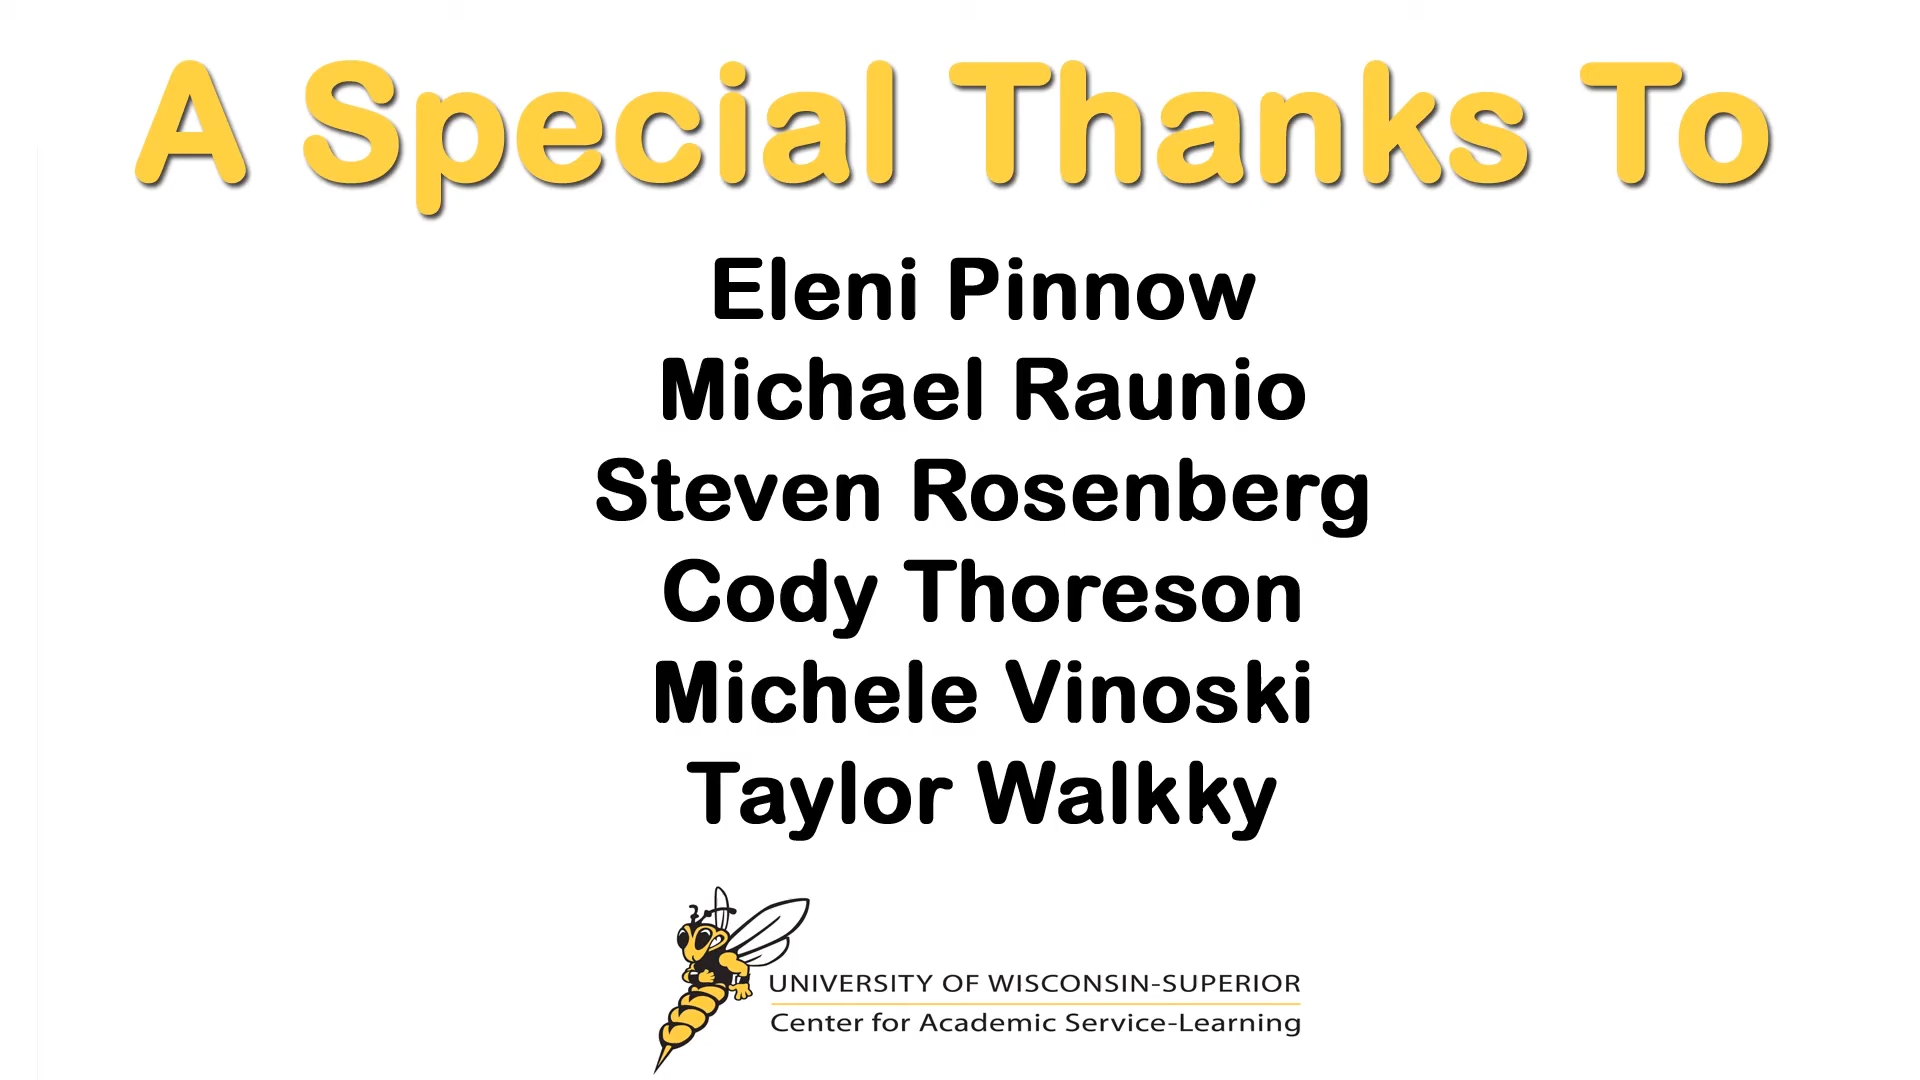 A Special Thanks To
Eleni Pinnow
Michael Raunio
Steven Rosenberg
Cody Thoreson
Michele Vinoski
Taylor Walkky
UNIVERSITY OF WISCONSIN-SUPERIOR
Center for Academic Service-Learning